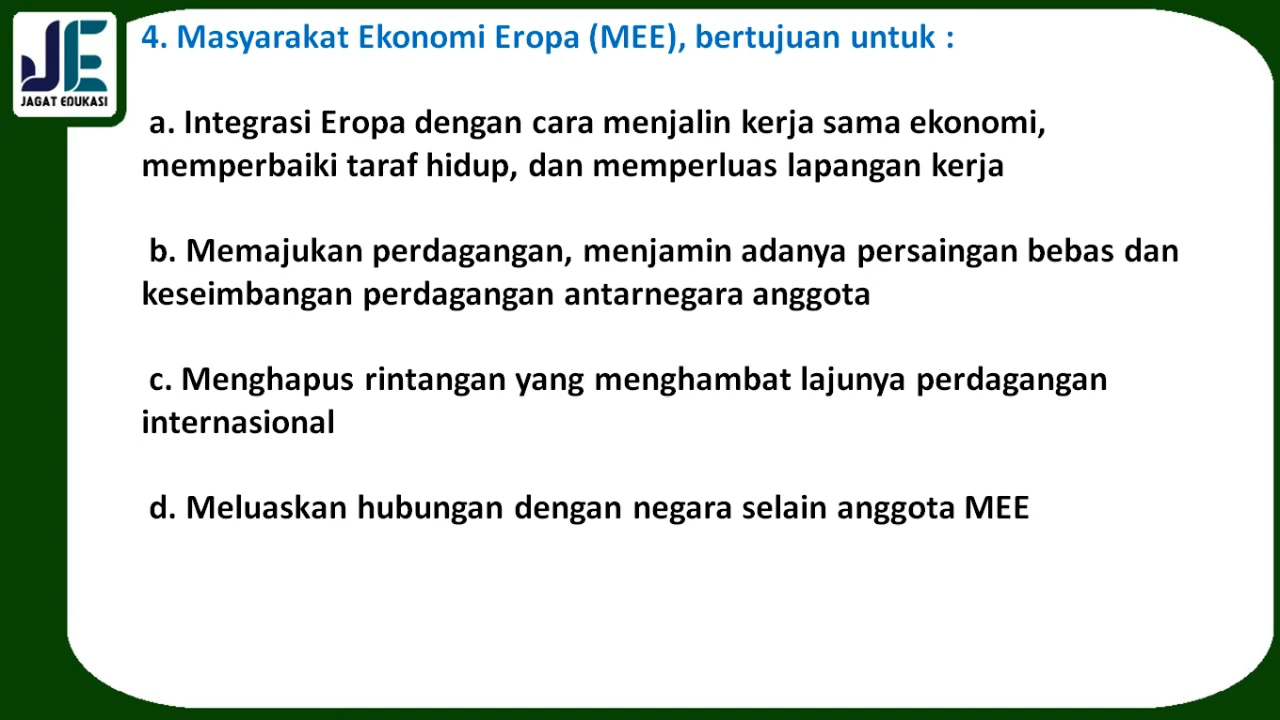 JE
JAGAT EDUKASI
4. Masyarakat Ekonomi Eropa (MEE), bertujuan untuk :
a. Integrasi Eropa dengan cara menjalin kerja sama ekonomi,
memperbaiki taraf hidup, dan memperluas lapangan kerja
b. Memajukan perdagangan, menjamin adanya persaingan bebas dan
keseimbangan perdagangan antarnegara anggota
c. Menghapus rintangan yang menghambat lajunya perdagangan
internasional
d. Meluaskan hubungan dengan negara selain anggota MEE